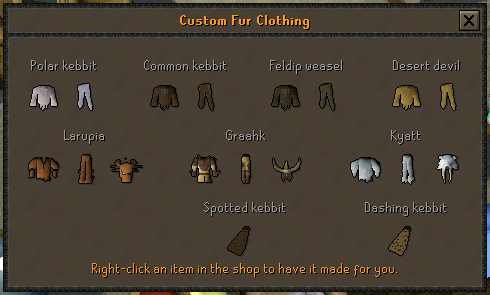 Custom Fur Clothing
Polar kebbit Common kebbit Feldip weasel Desert devil
Larupia Graahk Kyatt
Spotted kebbit Dashing kebbit
Right-click an item in the shop to have it made for you.